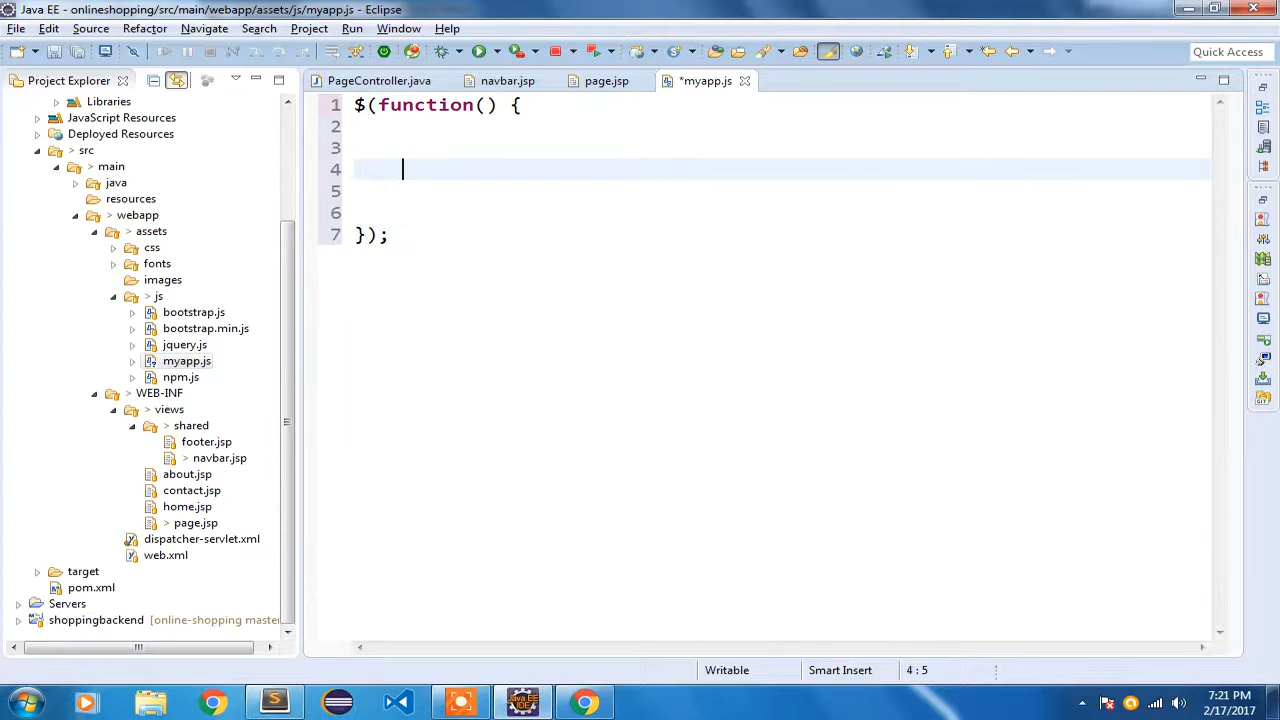 Java EE - onlineshopping/src/main/webapp/assets/js/myapp.js - Eclipse
File Edit Source Refactor Navigate Search Project Run Window Help
Quick Access
Project Explorer
PageController.java navbar.jsp page.jsp *myapp.js
Libraries
JavaScript Resources
Deployed Resources
src
> main
java
resources
> webapp
> assets
css
fonts
images
> js
bootstrap.js
bootstrap.min.js
jquery.js
myapp.js
npm.js
> WEB-INF
> views
> shared
footer.jsp
> navbar.jsp
about.jsp
contact.jsp
home.jsp
> page.jsp
dispatcher-servlet.xml
web.xml
target
pom.xml
Servers
shoppingbackend [online-shopping master
1 $(function() {
2
3
4
5
6
7 });
Writable Smart Insert 4 : 5
Java EE IDE
7:21 PM
2/17/2017